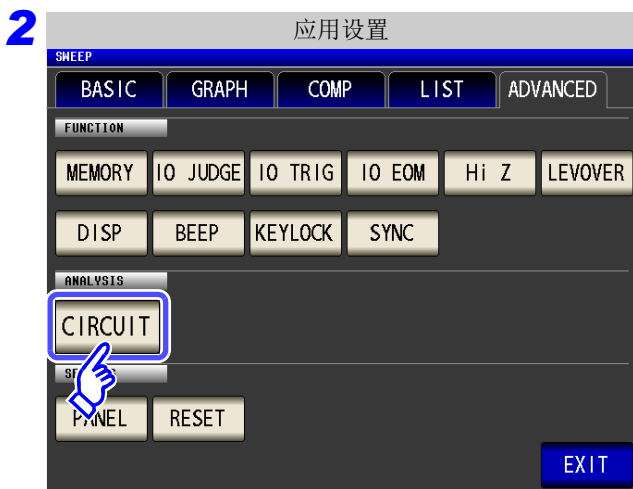 2
应用设置
SWEEP
BASIC GRAPH COMP LIST ADVANCED
FUNCTION
MEMORY IO JUDGE IO TRIG IO EOM Hi Z LEVOVER
DISP BEEP KEYLOCK SYNC
ANALYSIS
CIRCUIT
PANEL RESET
EXIT